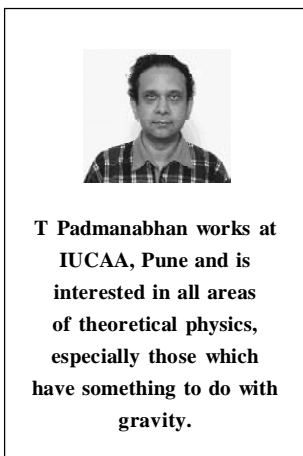 T Padmanabhan works at
IUCAA, Pune and is
interested in all areas
of theoretical physics,
especially those which
have something to do with
gravity.